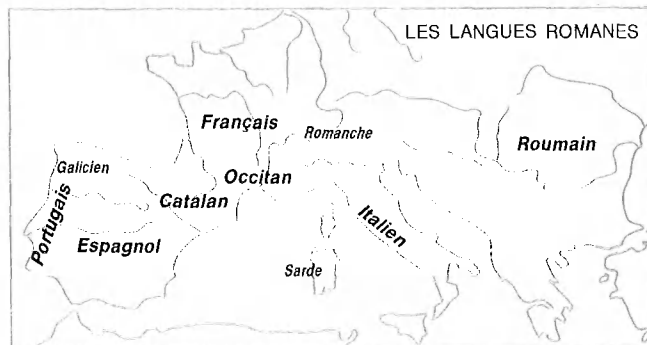 LES LANGUES ROMANES
Français
Romanche
Roumain
Galicien
Occitan
Catalan
Portugais
Italien
Espagnol
Sarde